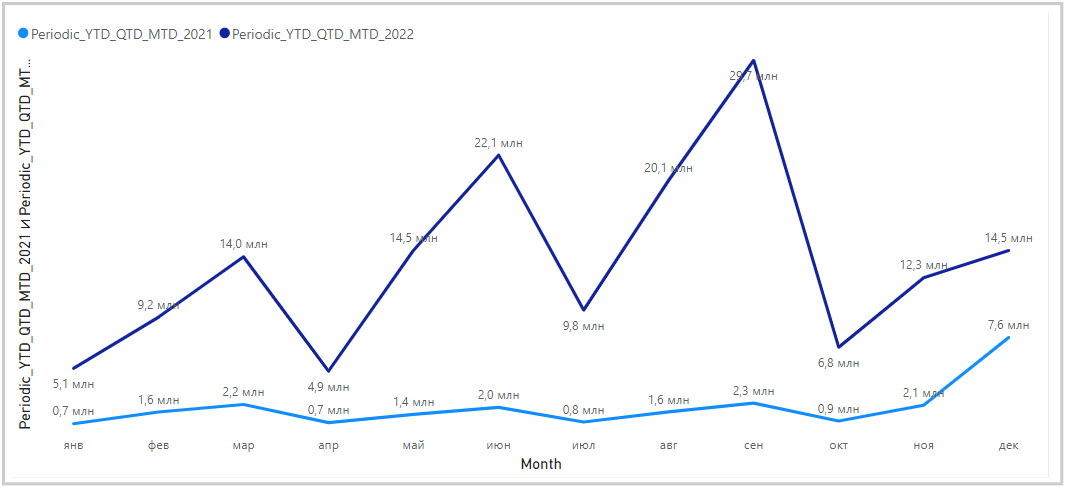 Periodic_YTD_QTD_MTD_2021 Periodic_YTD_QTD_MTD_2022
Periodic_YTD_QTD_MTD_2021 и Periodic_YTD_QTD_MT...
29,7 млн
22,1 млн
20,1 млн
14,0 млн
14,5 млн
14,5 млн
12,3 млн
9,2 млн
9,8 млн
7,6 млн
6,8 млн
5,1 млн
4,9 млн
0,7 млн 1,6 млн 2,2 млн 0,7 млн 1,4 млн 2,0 млн 0,8 млн 1,6 млн 2,3 млн 0,9 млн 2,1 млн
янв фев мар апр май июн июл авг сен окт ноя дек
Month